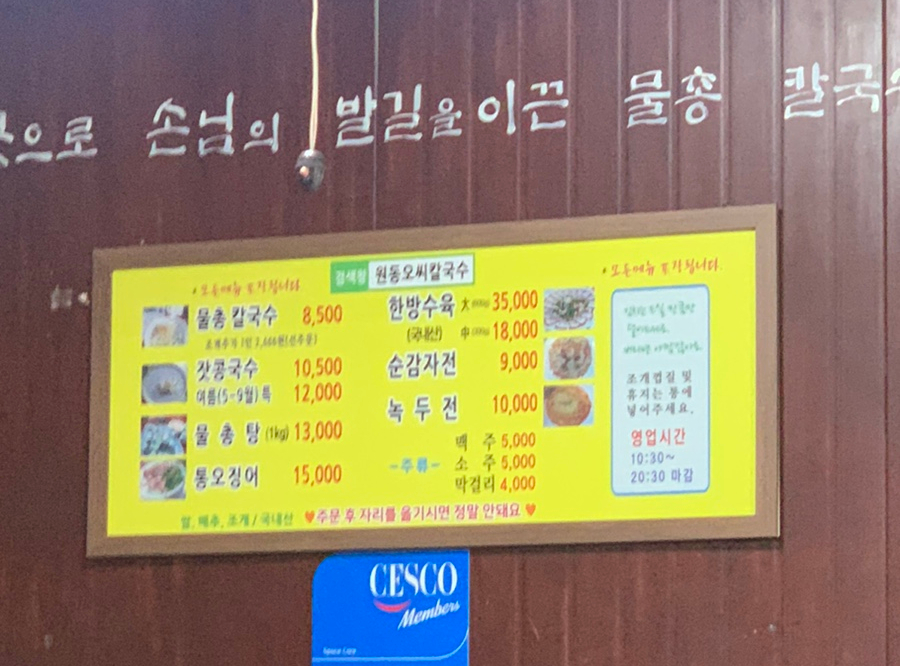 으로 손님의 발길을 이끈 물총 칼국수
검색창 원동오씨칼국수
• 모든메뉴 포장됩니다
• 모든메뉴 포장됩니다.
물총 칼국수 8,500
잣콩국수 10,500
여름(5~9월) 특 12,000
물 총 탕 (1kg) 13,000
통오징어 15,000
한방수육 大 35,000
(국내산) 中 18,000
순감자전 9,000
녹 두 전 10,000
-주류-
맥 주 5,000
소 주 5,000
막걸리 4,000
조개껍질 및
휴지는 통에
넣어주세요.
영업시간
10:30~
20:30 마감
쌀, 배추, 조개 / 국내산
♥주문 후 자리를 옮기시면 정말 안돼요♥
CESCO
Members